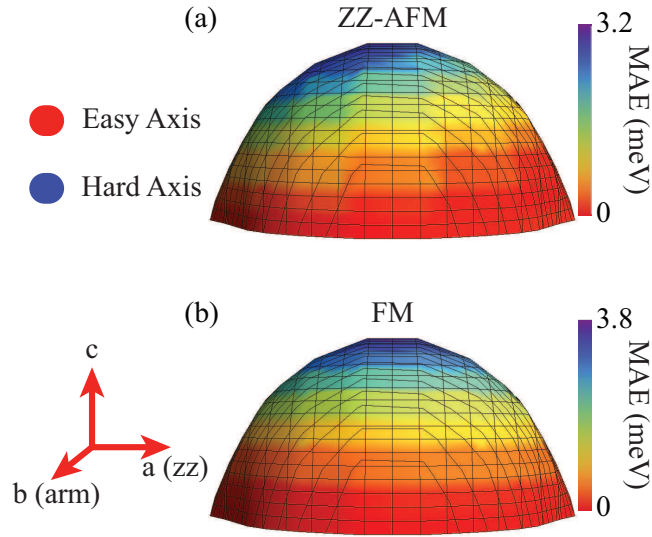 (a)
ZZ-AFM
3.2
MAE (meV)
0
Easy Axis
Hard Axis
(b)
FM
3.8
MAE (meV)
0
c
a (zz)
b (arm)